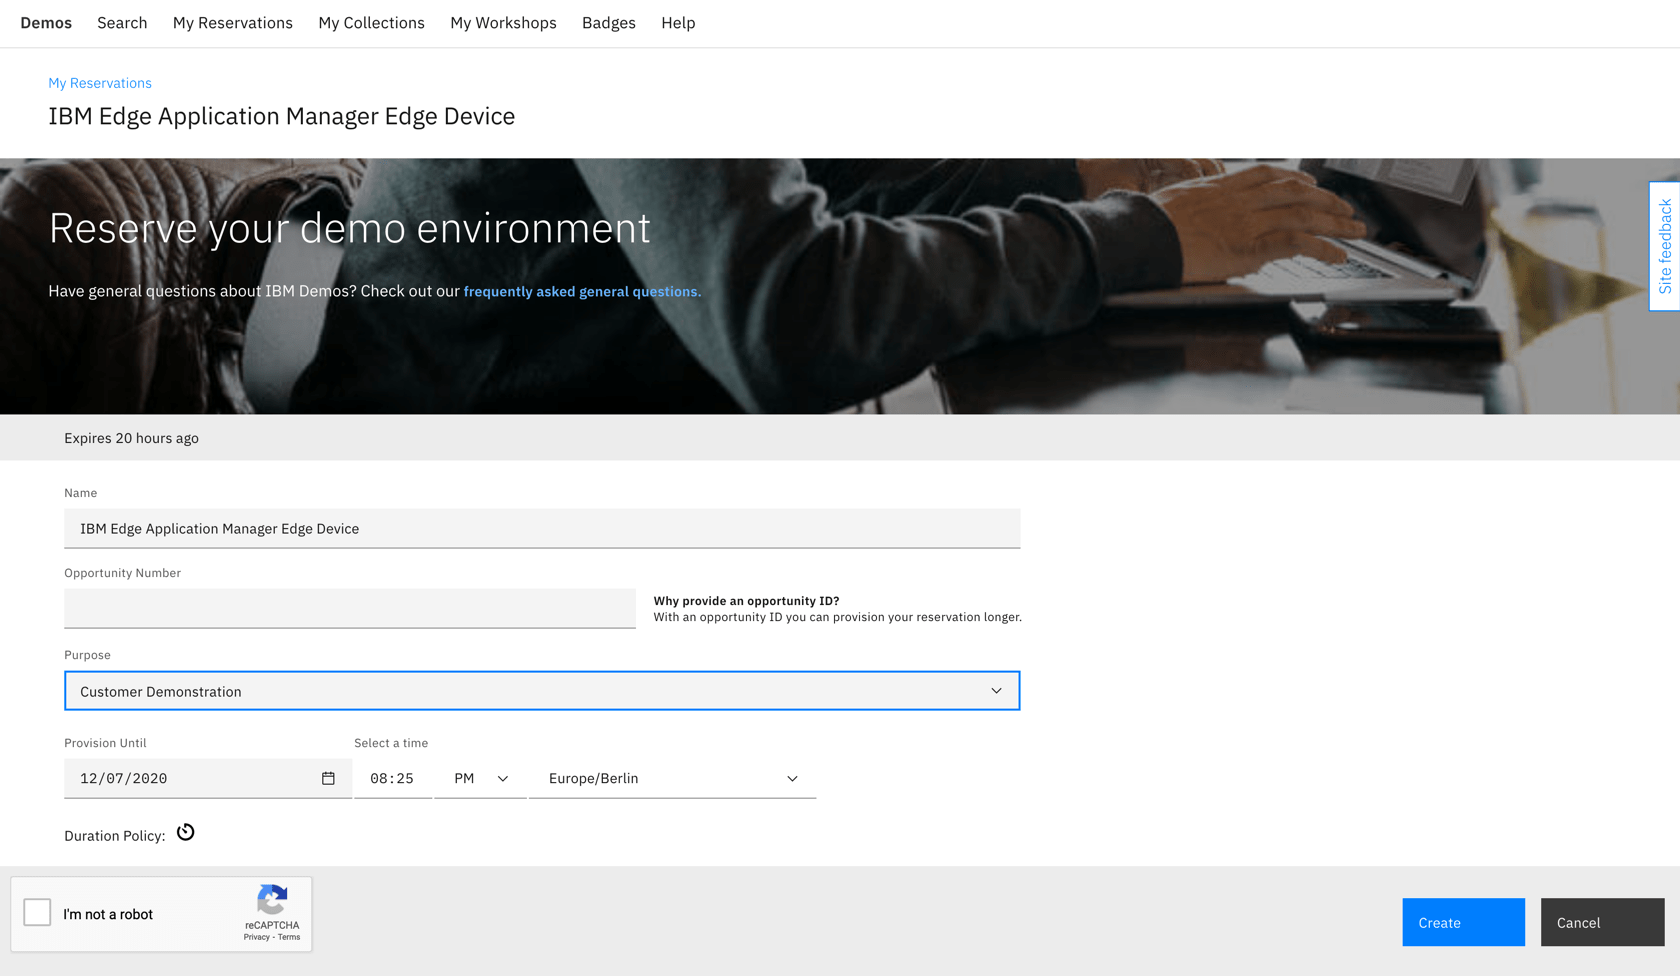 Demos Search My Reservations My Collections My Workshops Badges Help
My Reservations
IBM Edge Application Manager Edge Device
Reserve your demo environment
Have general questions about IBM Demos? Check out our frequently asked general questions.
Site feedback
Expires 20 hours ago
Name
IBM Edge Application Manager Edge Device
Opportunity Number
Why provide an opportunity ID?
With an opportunity ID you can provision your reservation longer.
Purpose
Customer Demonstration
Provision Until Select a time
12/07/2020 08:25 PM Europe/Berlin
Duration Policy:
I'm not a robot
reCAPTCHA
Privacy - Terms
Create Cancel